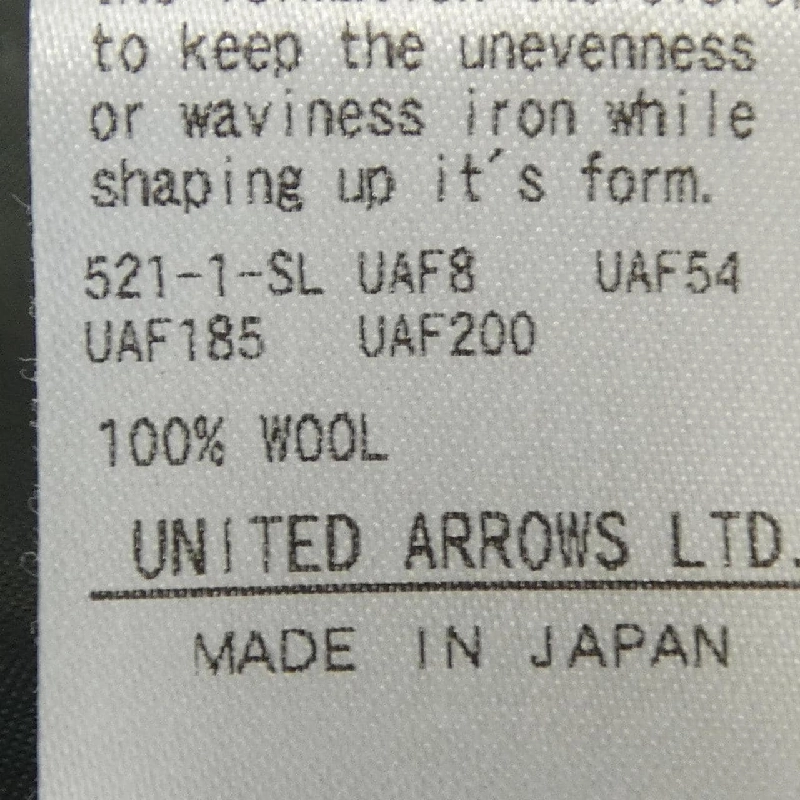 to keep the unevenness
or waviness iron while
shaping up it's form.
521-1-SL UAF8 UAF54
UAF185 UAF200
100% WOOL
UNITED ARROWS LTD.
MADE IN JAPAN